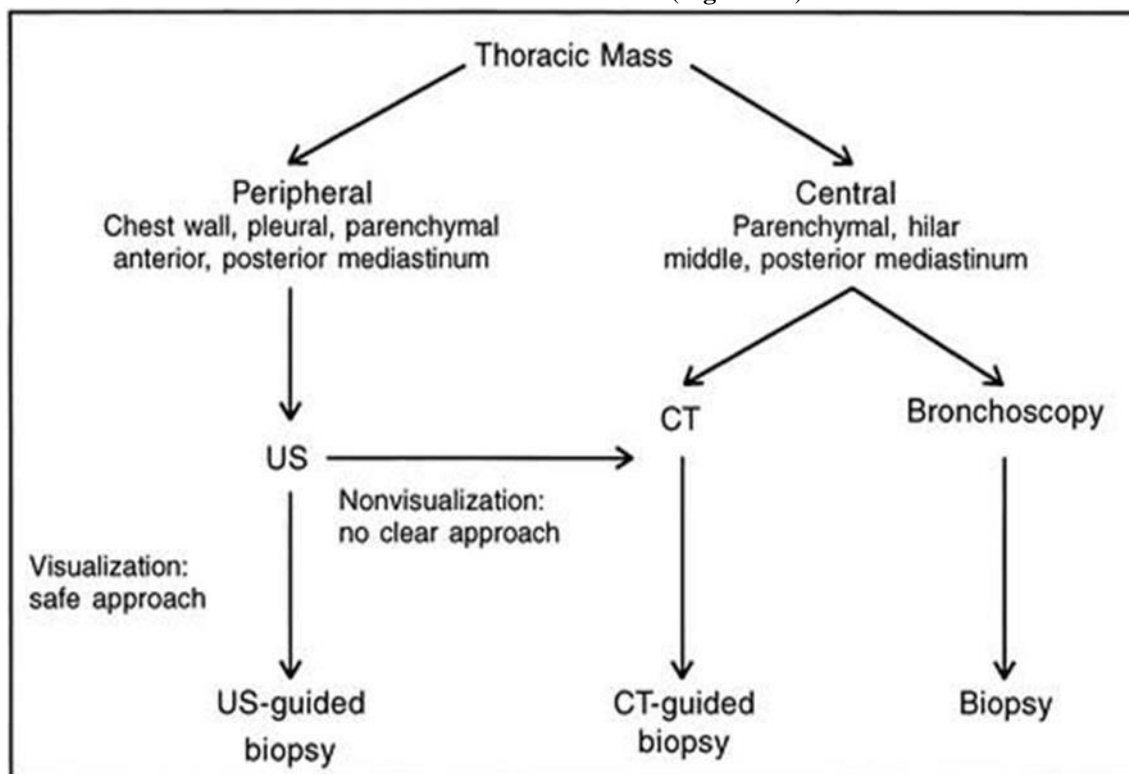 Thoracic Mass
Peripheral
Chest wall, pleural, parenchymal
anterior, posterior mediastinum
Central
Parenchymal, hilar
middle, posterior mediastinum
US
CT
Bronchoscopy
Nonvisualization:
no clear approach
Visualization:
safe approach
US-guided
biopsy
CT-guided
biopsy
Biopsy